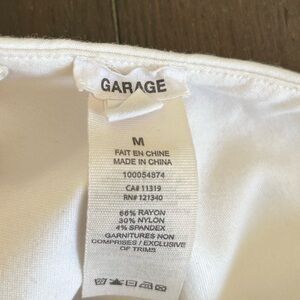 GARAGE
M
FAIT EN CHINE
MADE IN CHINA
100054874
CA# 11319
RN# 121340
66% RAYON
30% NYLON
4% SPANDEX
GARNITURES NON
COMPRISES / EXCLUSIVE
OF TRIMS